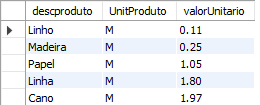 descproduto UnitProduto valorUnitario
Linho M 0.11
Madeira M 0.25
Papel M 1.05
Linha M 1.80
Cano M 1.97